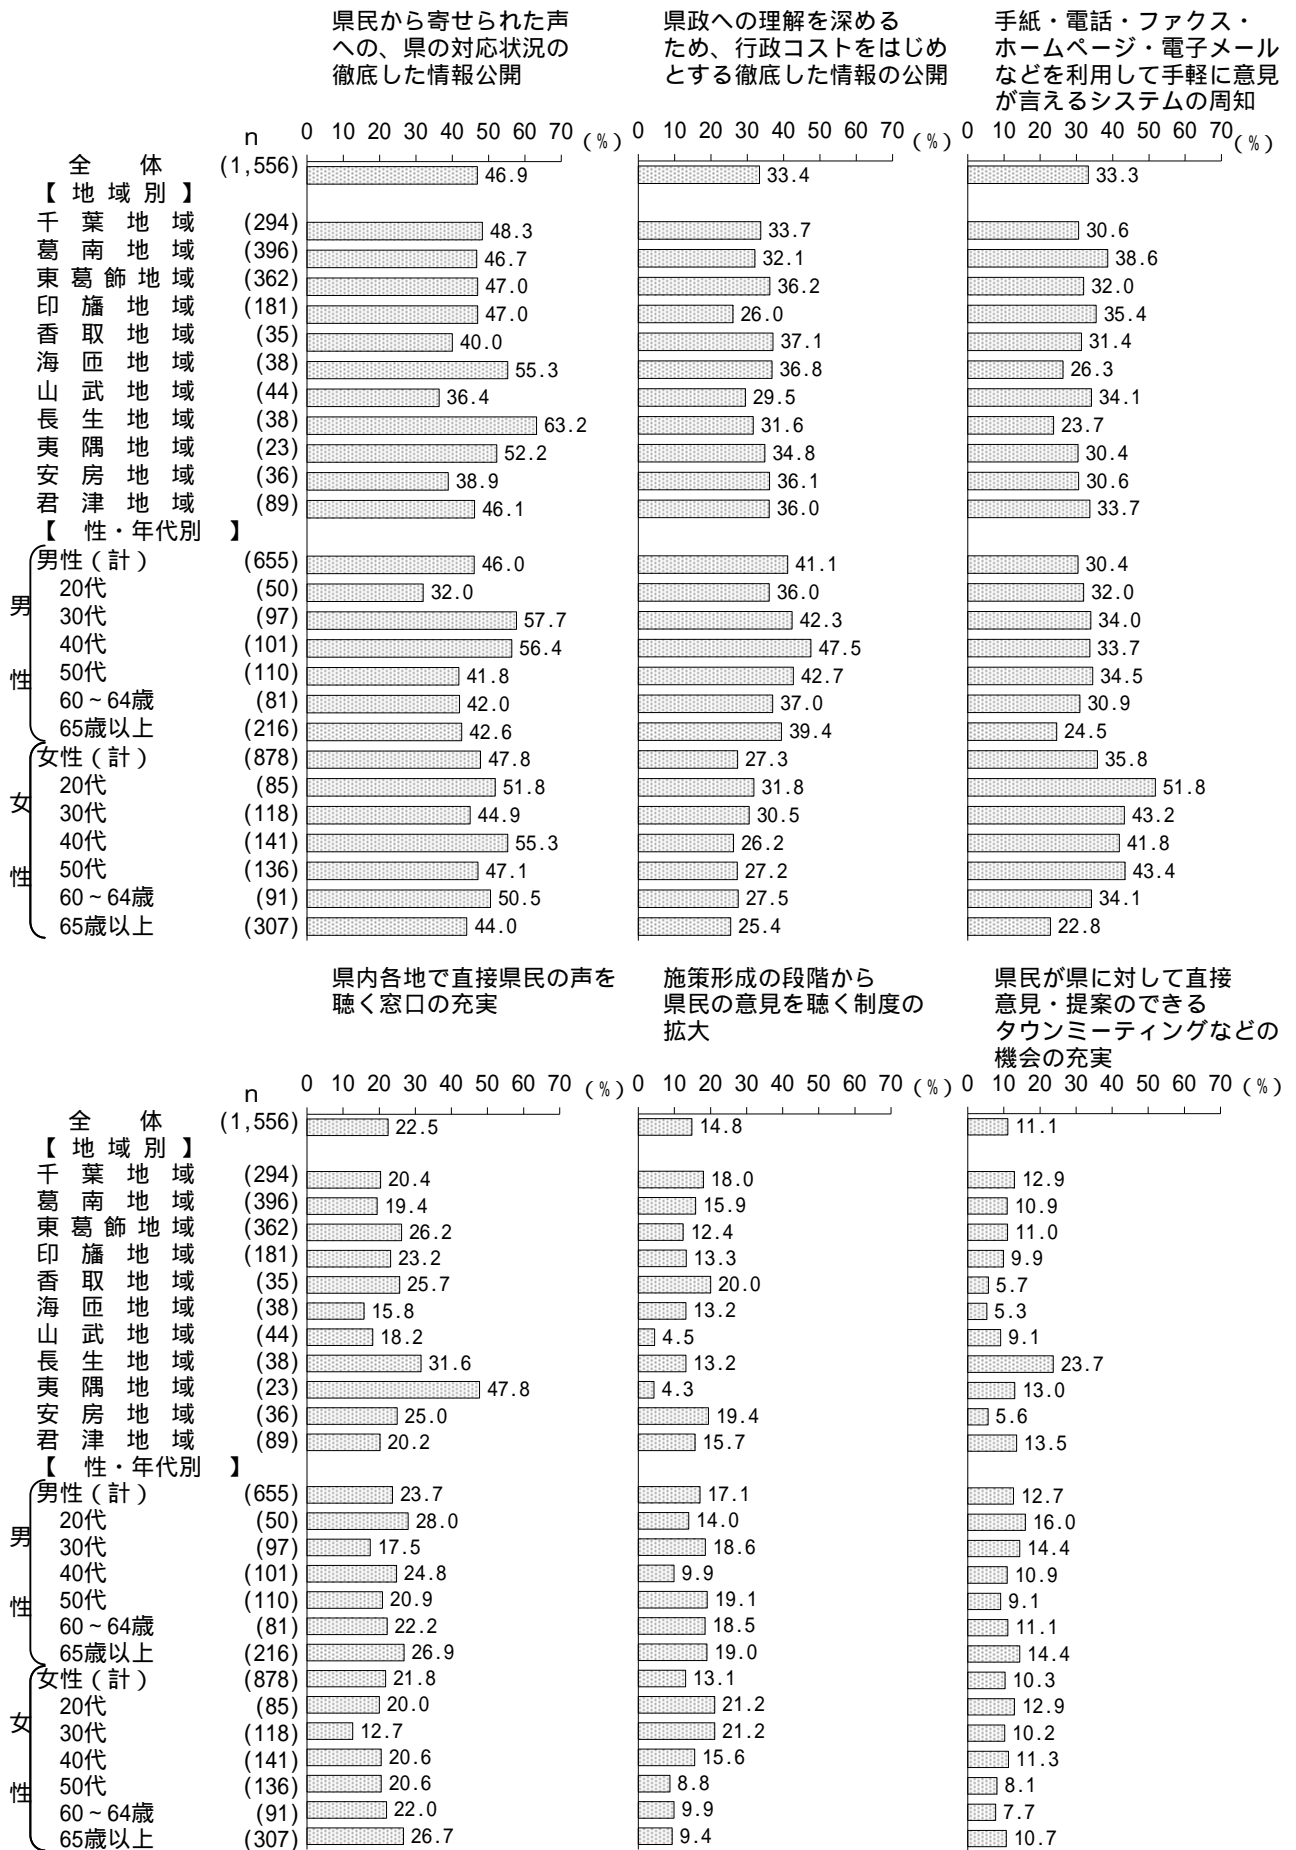 県民から寄せられた声
への、県の対応状況の
徹底した情報公開
県政への理解を深める
ため、行政コストをはじめ
とする徹底した情報の公開
手紙・電話・ファクス・
ホームページ・電子メール
などを利用して手軽に意見
が言えるシステムの周知
n 0 10 20 30 40 50 60 70 (%) 0 10 20 30 40 50 60 70 (%) 0 10 20 30 40 50 60 70 (%)
全体 (1,556) 46.9 33.4 33.3
【地域別】
千葉地域 (294) 48.3 33.7 30.6
葛南地域 (396) 46.7 32.1 38.6
東葛飾地域 (362) 47.0 36.2 32.0
印旛地域 (181) 47.0 26.0 35.4
香取地域 (35) 40.0 37.1 31.4
海匝地域 (38) 55.3 36.8 26.3
山武地域 (44) 36.4 29.5 34.1
長生地域 (38) 63.2 31.6 23.7
夷隅地域 (23) 52.2 34.8 30.4
安房地域 (36) 38.9 36.1 30.6
君津地域 (89) 46.1 36.0 33.7
【 性・年代別 】
男性
男性(計) (655) 46.0 41.1 30.4
20代 (50) 32.0 36.0 32.0
30代 (97) 57.7 42.3 34.0
40代 (101) 56.4 47.5 33.7
50代 (110) 41.8 42.7 34.5
60~64歳 (81) 42.0 37.0 30.9
65歳以上 (216) 42.6 39.4 24.5
女性
女性(計) (878) 47.8 27.3 35.8
20代 (85) 51.8 31.8 51.8
30代 (118) 44.9 30.5 43.2
40代 (141) 55.3 26.2 41.8
50代 (136) 47.1 27.2 43.4
60~64歳 (91) 50.5 27.5 34.1
65歳以上 (307) 44.0 25.4 22.8
県内各地で直接県民の声を
聴く窓口の充実
施策形成の段階から
県民の意見を聴く制度の
拡大
県民が県に対して直接
意見・提案のできる
タウンミーティングなどの
機会の充実
n 0 10 20 30 40 50 60 70 (%) 0 10 20 30 40 50 60 70 (%) 0 10 20 30 40 50 60 70 (%)
全体 (1,556) 22.5 14.8 11.1
【地域別】
千葉地域 (294) 20.4 18.0 12.9
葛南地域 (396) 19.4 15.9 10.9
東葛飾地域 (362) 26.2 12.4 11.0
印旛地域 (181) 23.2 13.3 9.9
香取地域 (35) 25.7 20.0 5.7
海匝地域 (38) 15.8 13.2 5.3
山武地域 (44) 18.2 4.5 9.1
長生地域 (38) 31.6 13.2 23.7
夷隅地域 (23) 47.8 4.3 13.0
安房地域 (36) 25.0 19.4 5.6
君津地域 (89) 20.2 15.7 13.5
【 性・年代別 】
男性
男性(計) (655) 23.7 17.1 12.7
20代 (50) 28.0 14.0 16.0
30代 (97) 17.5 18.6 14.4
40代 (101) 24.8 9.9 10.9
50代 (110) 20.9 19.1 9.1
60~64歳 (81) 22.2 18.5 11.1
65歳以上 (216) 26.9 19.0 14.4
女性
女性(計) (878) 21.8 13.1 10.3
20代 (85) 20.0 21.2 12.9
30代 (118) 12.7 21.2 10.2
40代 (141) 20.6 15.6 11.3
50代 (136) 20.6 8.8 8.1
60~64歳 (91) 22.0 9.9 7.7
65歳以上 (307) 26.7 9.4 10.7